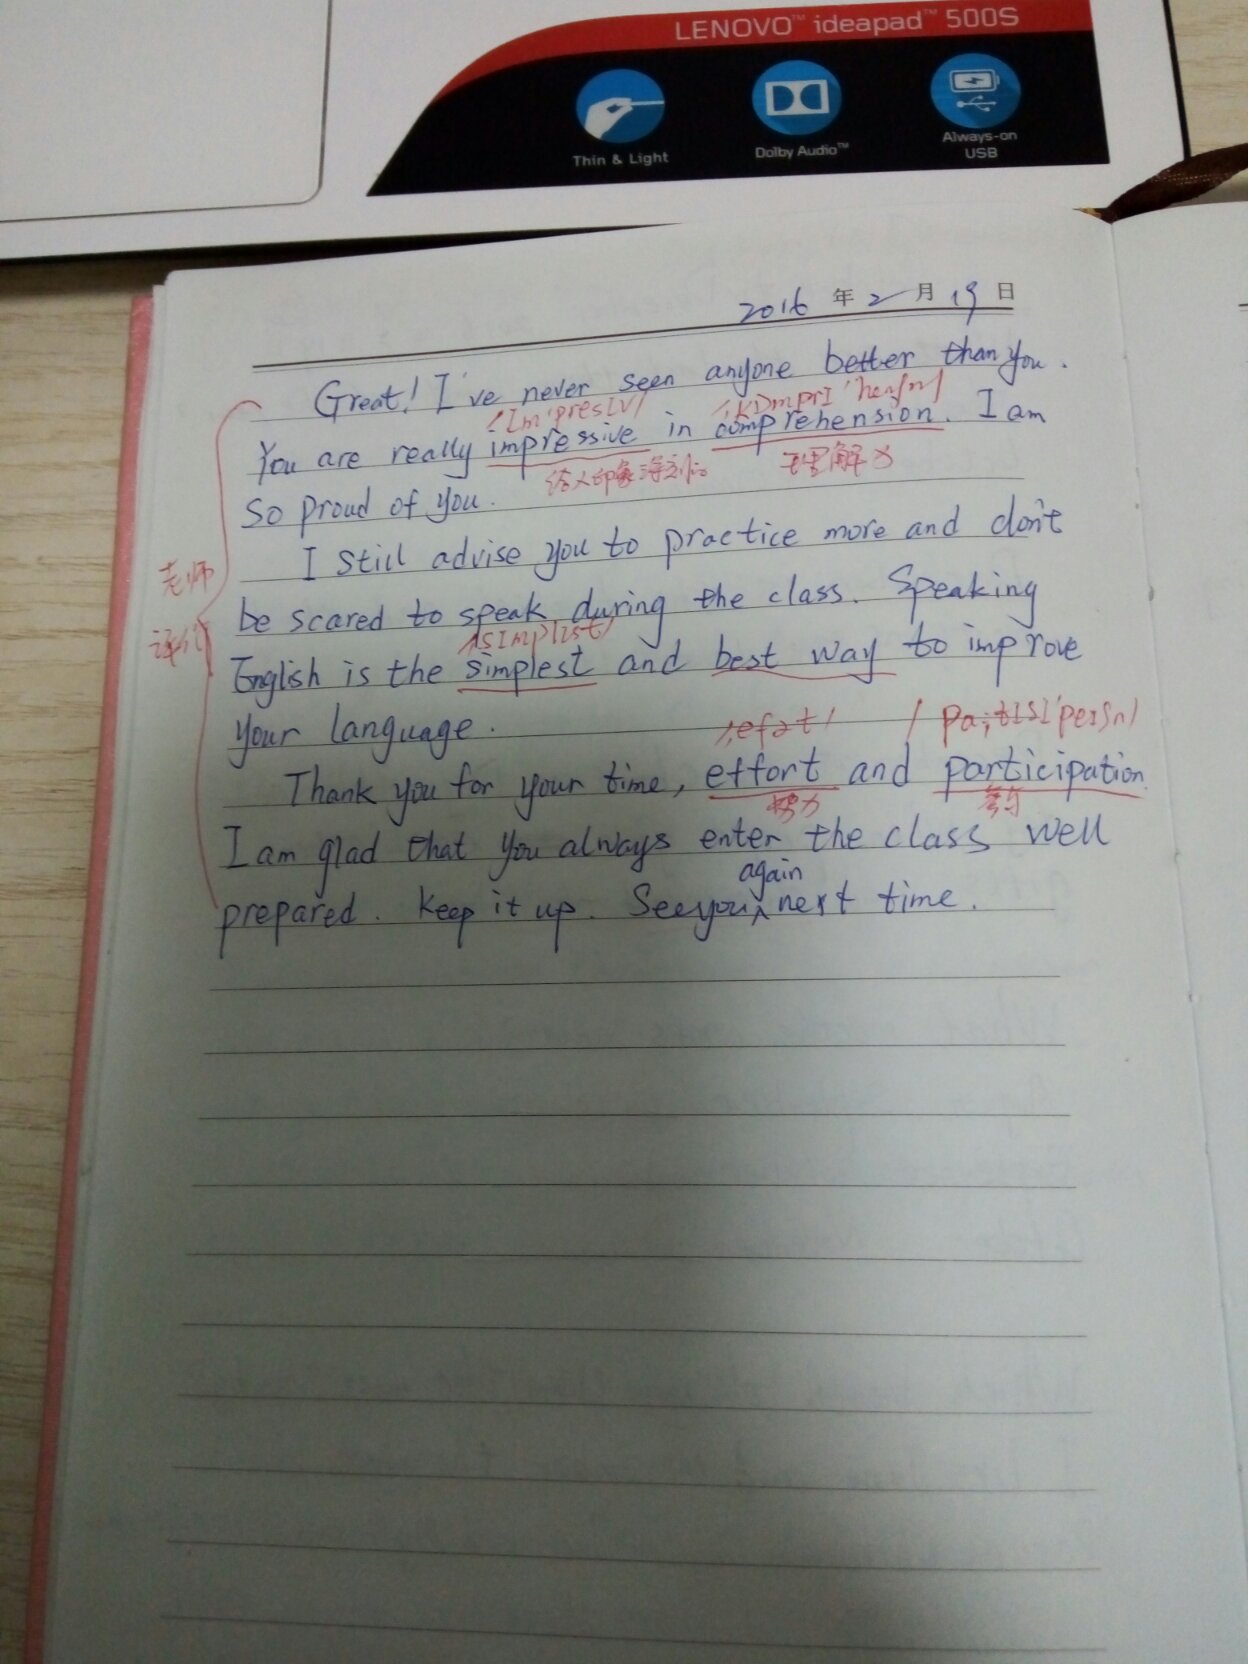 LENOVO™ ideapad™ 500S
Thin & Light
Dolby Audio™
Always-on
USB
2016 年 2 月 19 日
Great! I've never seen anyone better than you.
/Im'presIv/
You are really impressive in comprehension. I am
给人印象深刻的 理解力
so proud of you.
I Still advise you to practice more and don't
老师
be scared to speak during the class. Speaking
评价
/sImplIst/
English is the simplest and best way to improve
your language.
Thank you for your time, effort and participation
努力 参与
I am glad that you always enter the class well
again
prepared. Keep it up. See you ∧ next time.